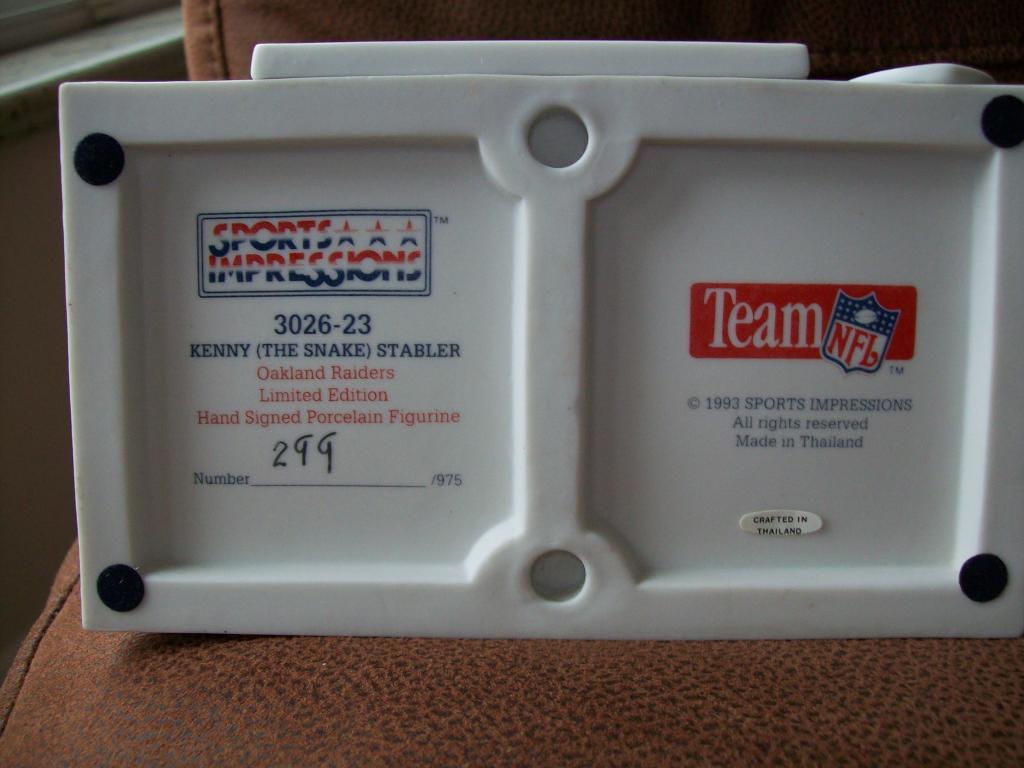 SPORTS
IMPRESSIONS
TM
3026-23
KENNY (THE SNAKE) STABLER
Oakland Raiders
Limited Edition
Hand Signed Porcelain Figurine
299
Number /975
Team NFL
TM
© 1993 SPORTS IMPRESSIONS
All rights reserved
Made in Thailand
CRAFTED IN
THAILAND